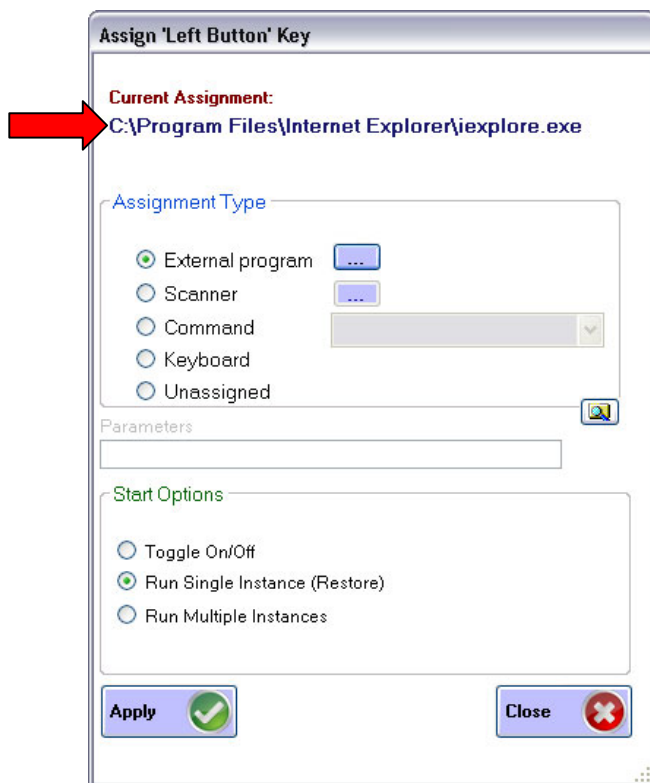 Assign 'Left Button' Key
Current Assignment:
C:\Program Files\Internet Explorer\iexplore.exe
Assignment Type
External program ...
Scanner ...
Command
Keyboard
Unassigned
Parameters
Start Options
Toggle On/Off
Run Single Instance (Restore)
Run Multiple Instances
Apply Close